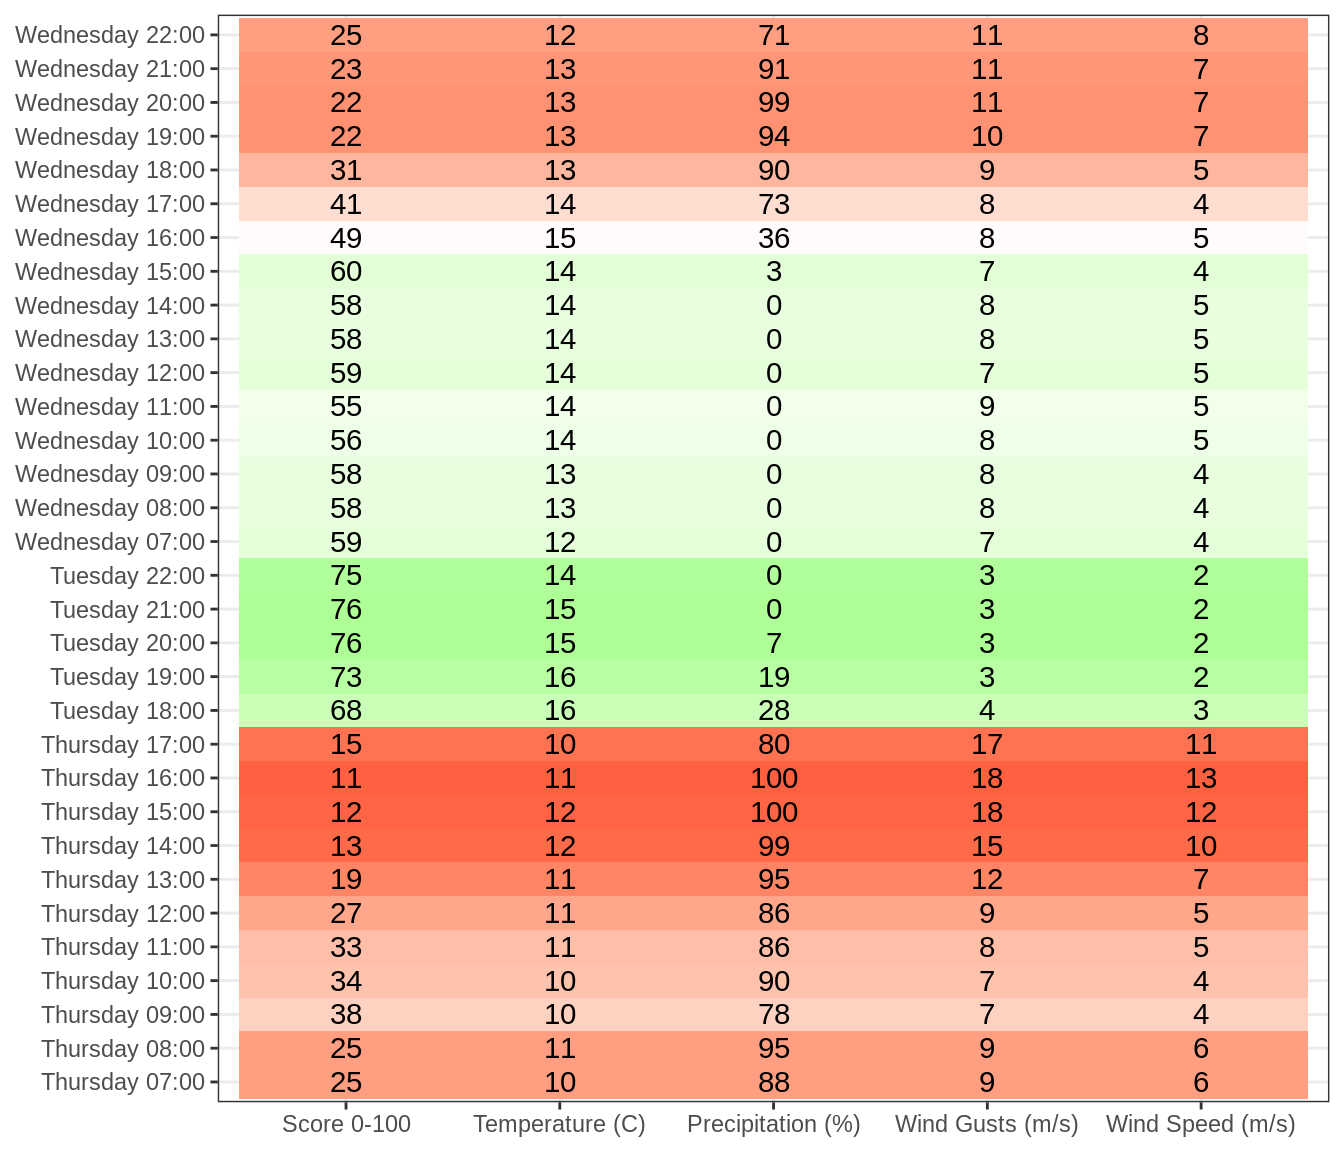 Wednesday 22:00 25 12 71 11 8
Wednesday 21:00 23 13 91 11 7
Wednesday 20:00 22 13 99 11 7
Wednesday 19:00 22 13 94 10 7
Wednesday 18:00 31 13 90 9 5
Wednesday 17:00 41 14 73 8 4
Wednesday 16:00 49 15 36 8 5
Wednesday 15:00 60 14 3 7 4
Wednesday 14:00 58 14 0 8 5
Wednesday 13:00 58 14 0 8 5
Wednesday 12:00 59 14 0 7 5
Wednesday 11:00 55 14 0 9 5
Wednesday 10:00 56 14 0 8 5
Wednesday 09:00 58 13 0 8 4
Wednesday 08:00 58 13 0 8 4
Wednesday 07:00 59 12 0 7 4
Tuesday 22:00 75 14 0 3 2
Tuesday 21:00 76 15 0 3 2
Tuesday 20:00 76 15 7 3 2
Tuesday 19:00 73 16 19 3 2
Tuesday 18:00 68 16 28 4 3
Thursday 17:00 15 10 80 17 11
Thursday 16:00 11 11 100 18 13
Thursday 15:00 12 12 100 18 12
Thursday 14:00 13 12 99 15 10
Thursday 13:00 19 11 95 12 7
Thursday 12:00 27 11 86 9 5
Thursday 11:00 33 11 86 8 5
Thursday 10:00 34 10 90 7 4
Thursday 09:00 38 10 78 7 4
Thursday 08:00 25 11 95 9 6
Thursday 07:00 25 10 88 9 6
Score 0-100 Temperature (C) Precipitation (%) Wind Gusts (m/s) Wind Speed (m/s)